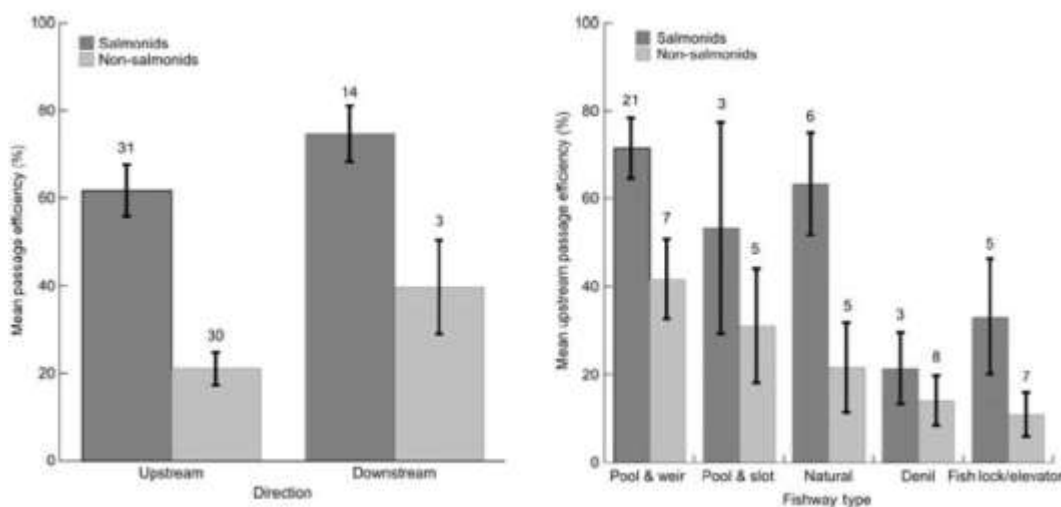 100
80
60
40
20
0
Mean passage efficiency (%)
Salmonids
Non-salmonids
31
30
14
3
Upstream
Downstream
Direction
100
80
60
40
20
0
Mean upstream passage efficiency (%)
Salmonids
Non-salmonids
21
7
3
5
6
5
3
8
5
7
Pool & weir
Pool & slot
Natural
Denil
Fish lock/elevator
Fishway type